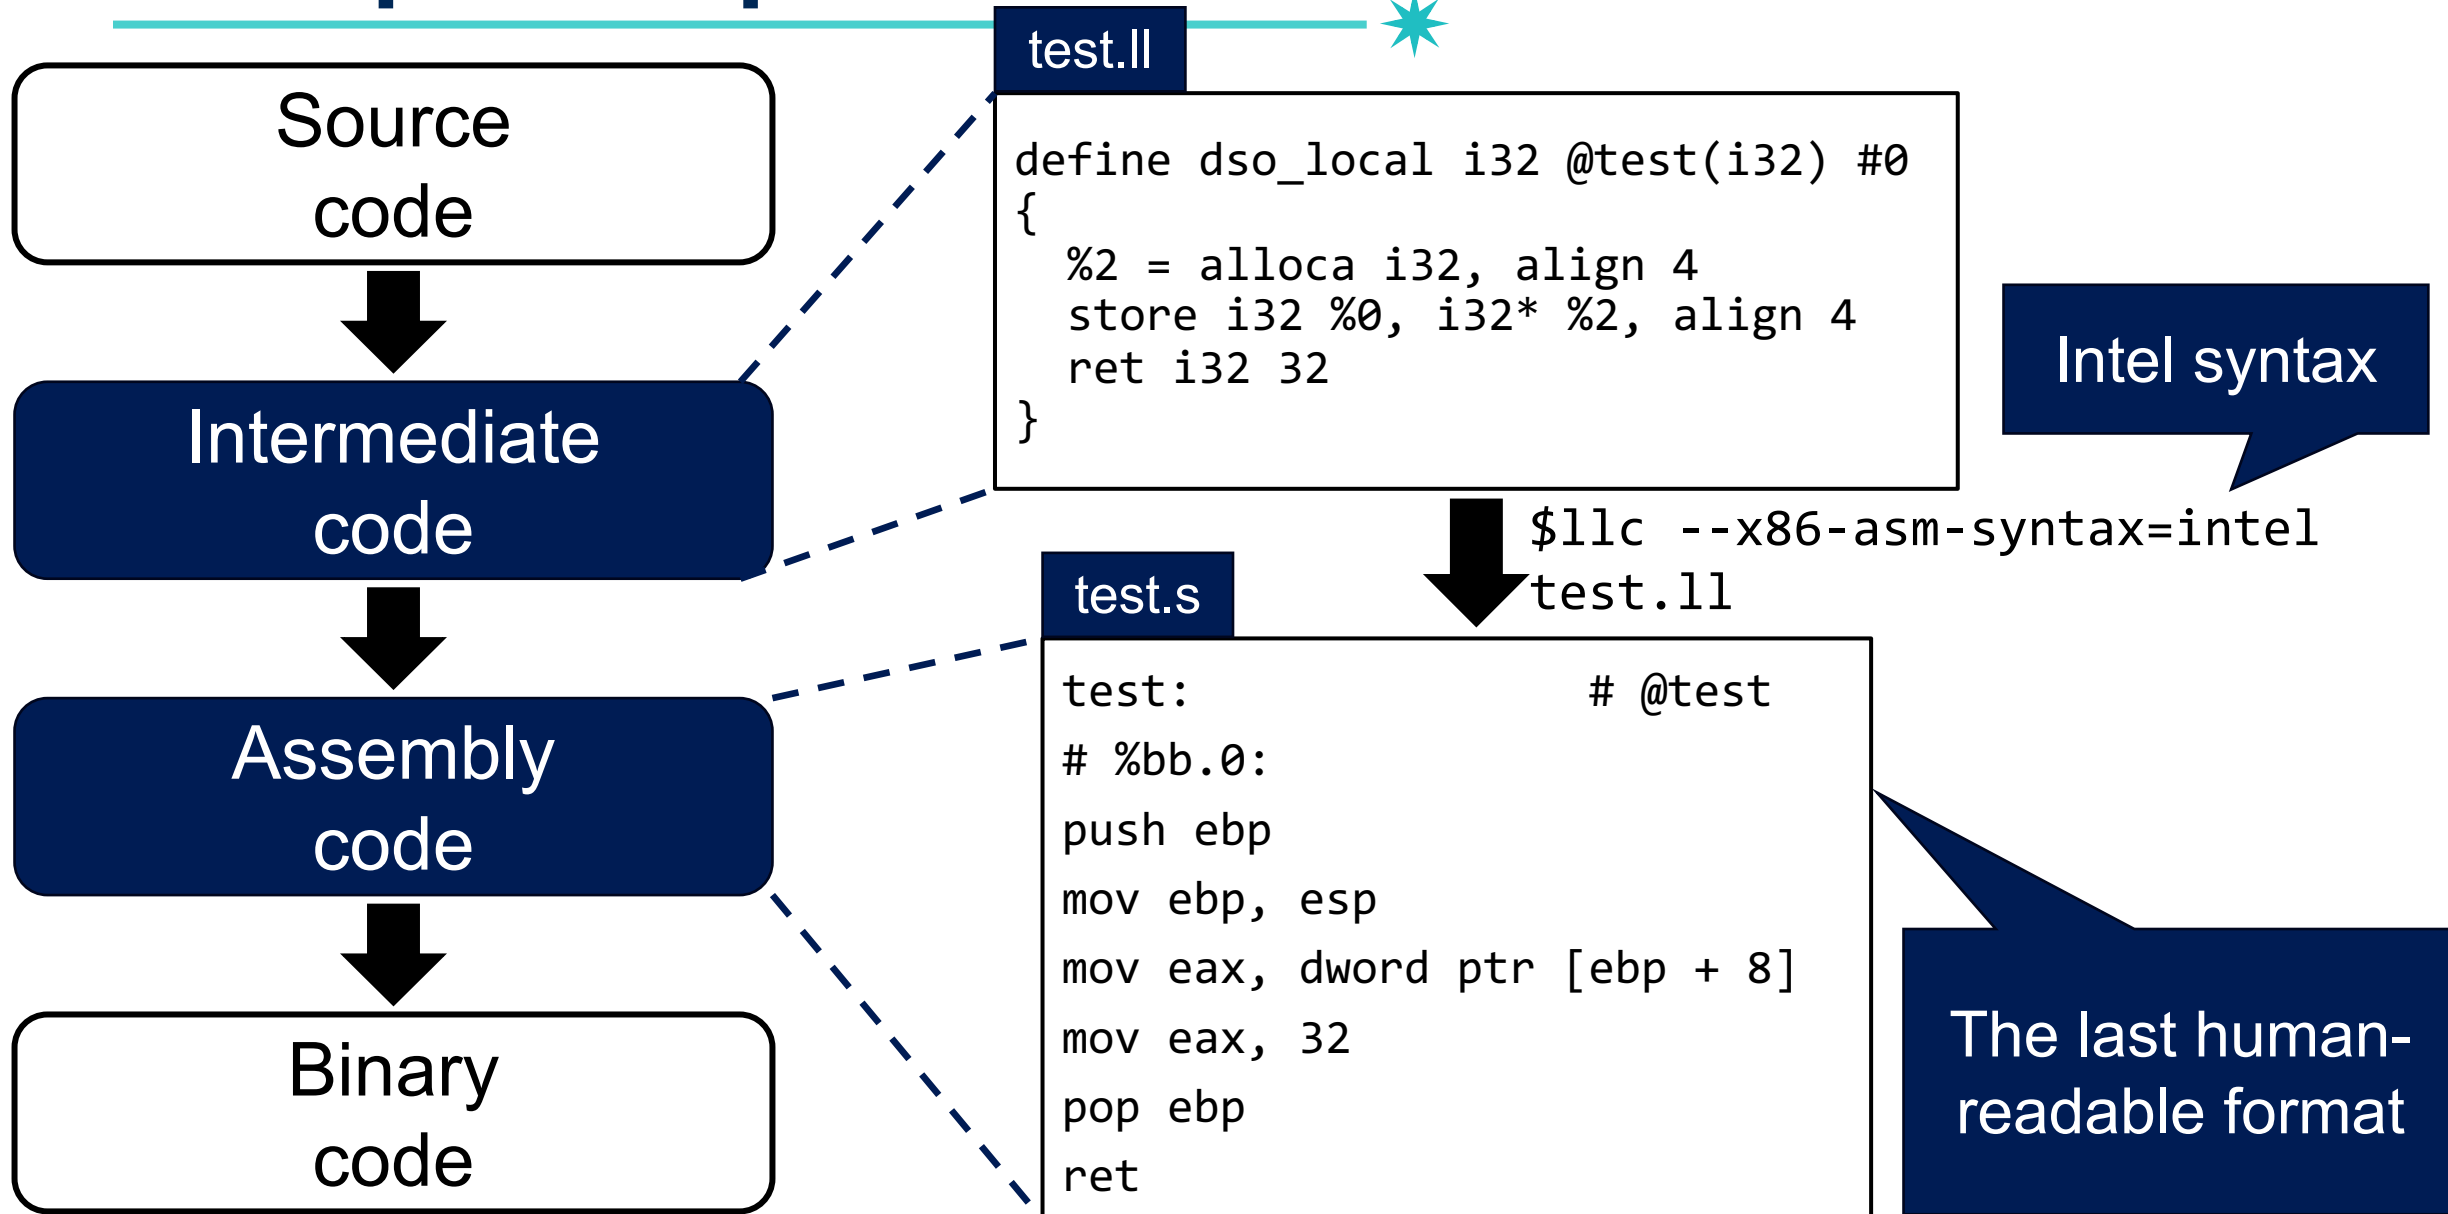 Source
code
Intermediate
code
Assembly
code
Binary
code
test.ll
define dso_local i32 @test(i32) #0
{
  %2 = alloca i32, align 4
  store i32 %0, i32* %2, align 4
  ret i32 32
}
Intel syntax
$llc --x86-asm-syntax=intel
test.ll
test.s
test:               # @test
# %bb.0:
push ebp
mov ebp, esp
mov eax, dword ptr [ebp + 8]
mov eax, 32
pop ebp
ret
The last human-
readable format